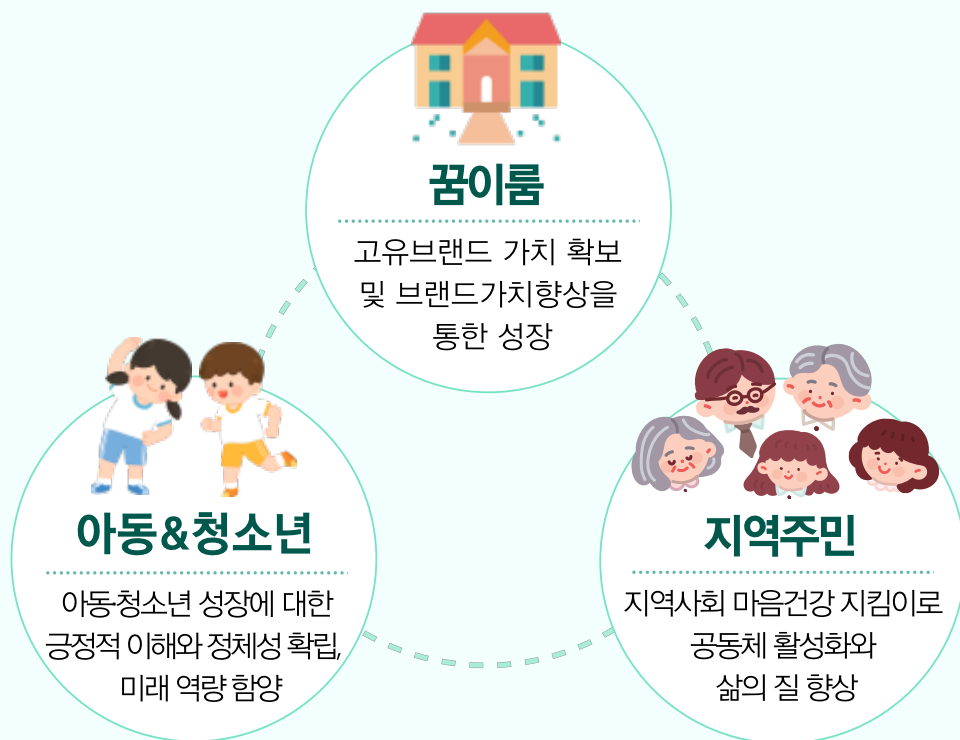 꿈이룸
고유브랜드 가치 확보
및 브랜드가치향상을
통한 성장
아동&청소년
아동·청소년 성장에 대한
긍정적 이해와 정체성 확립,
미래 역량 함양
지역주민
지역사회 마음건강 지킴이로
공동체 활성화와
삶의 질 향상